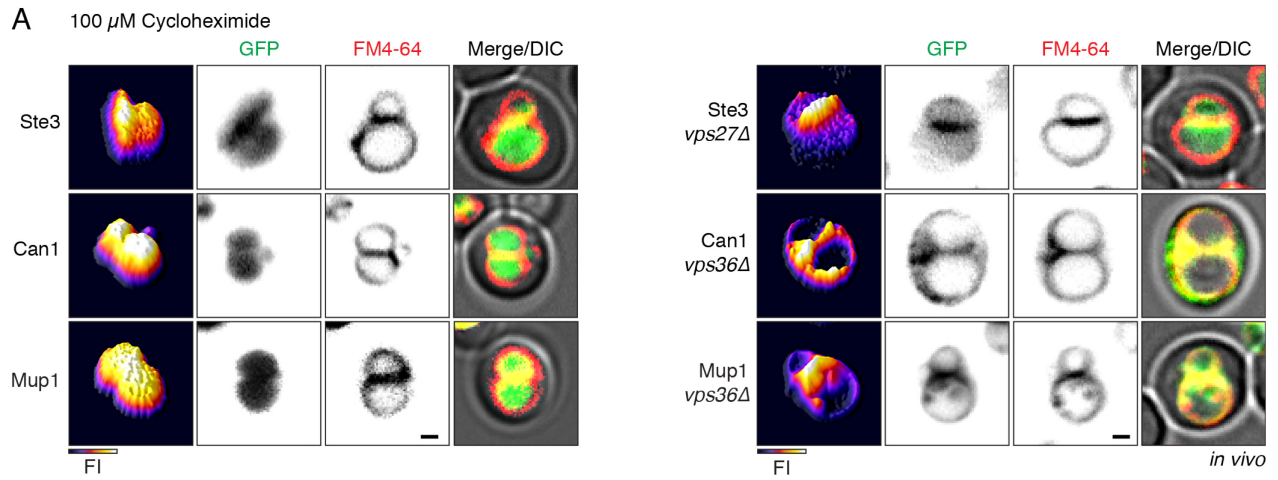 A
100 µM Cycloheximide
GFP FM4-64 Merge/DIC
Ste3
Can1
Mup1
FI
GFP FM4-64 Merge/DIC
Ste3
vps27Δ
Can1
vps36Δ
Mup1
vps36Δ
FI
in vivo